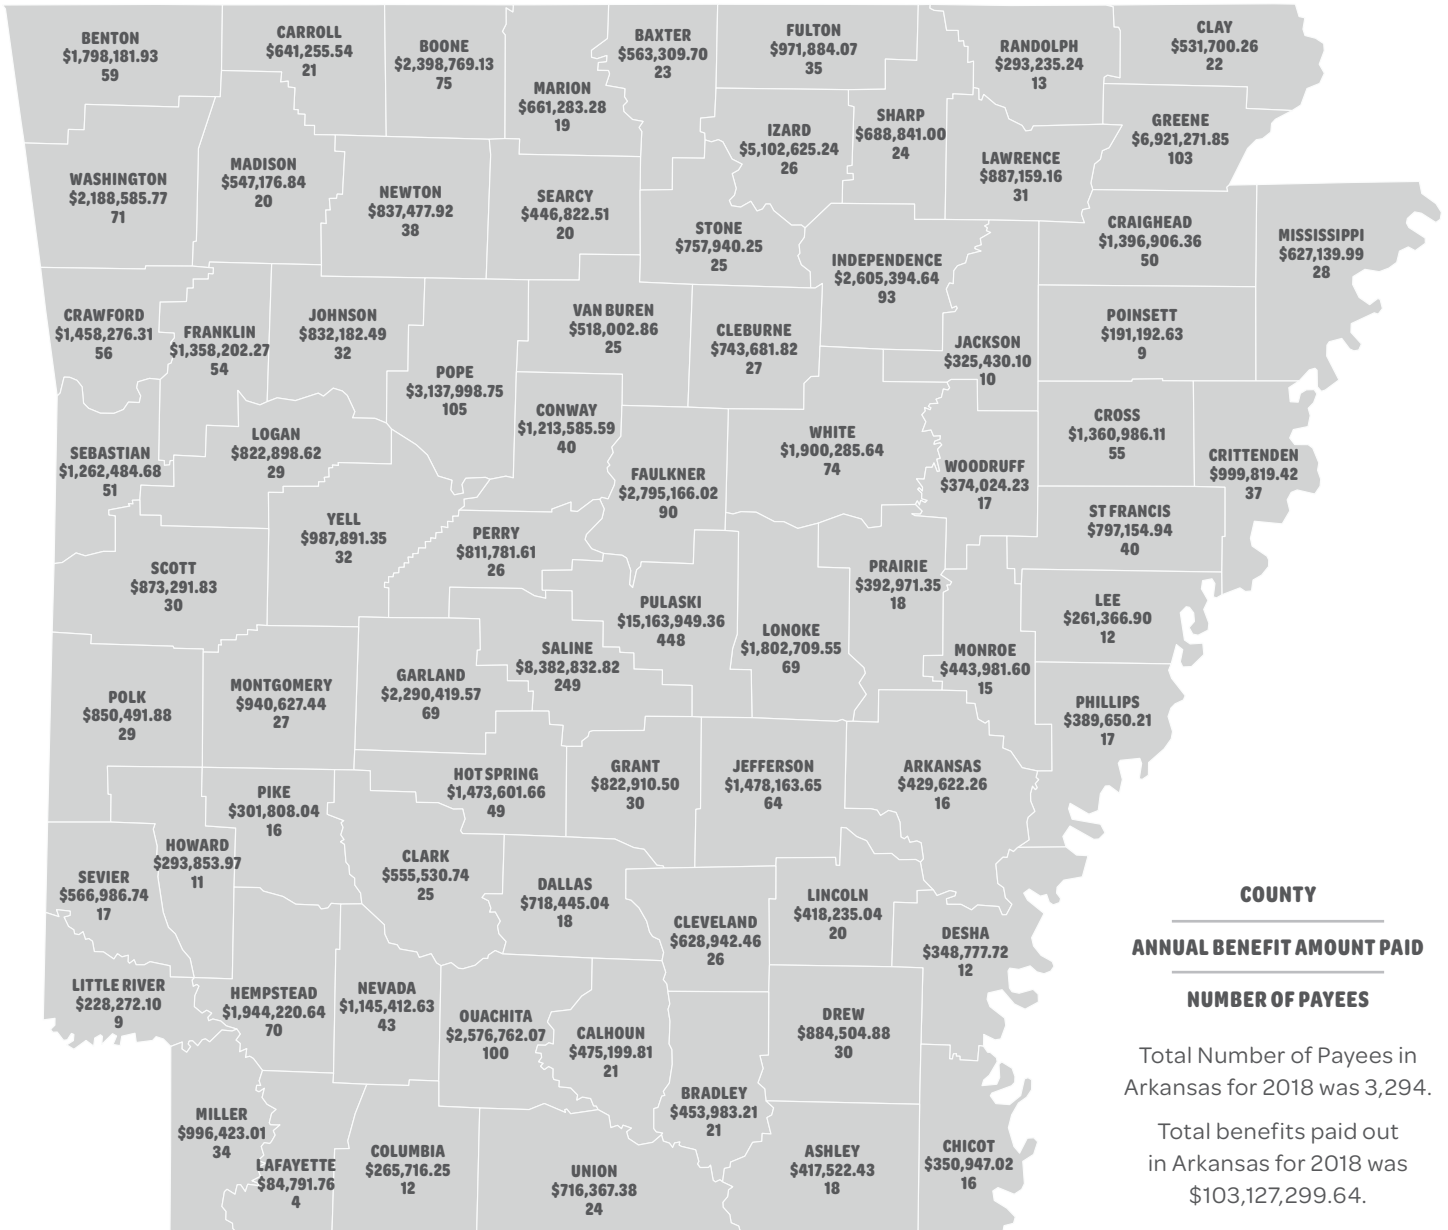 BENTON
$1,798,181.93
59
CARROLL
$641,255.54
21
BOONE
$2,398,769.13
75
MARION
$661,283.28
19
BAXTER
$563,309.70
23
FULTON
$971,884.07
35
RANDOLPH
$293,235.24
13
CLAY
$531,700.26
22
IZARD
$5,102,625.24
26
SHARP
$688,841.00
24
LAWRENCE
$887,159.16
31
GREENE
$6,921,271.85
103
WASHINGTON
$2,188,585.77
71
MADISON
$547,176.84
20
NEWTON
$837,477.92
38
SEARCY
$446,822.51
20
STONE
$757,940.25
25
INDEPENDENCE
$2,605,394.64
93
CRAIGHEAD
$1,396,906.36
50
MISSISSIPPI
$627,139.99
28
CRAWFORD
$1,458,276.31
56
FRANKLIN
$1,358,202.27
54
JOHNSON
$832,182.49
32
POPE
$3,137,998.75
105
VAN BUREN
$518,002.86
25
CLEBURNE
$743,681.82
27
JACKSON
$325,430.10
10
POINSETT
$191,192.63
9
SEBASTIAN
$1,262,484.68
51
LOGAN
$822,898.62
29
CONWAY
$1,213,585.59
40
FAULKNER
$2,795,166.02
90
WHITE
$1,900,285.64
74
WOODRUFF
$374,024.23
17
CROSS
$1,360,986.11
55
CRITTENDEN
$999,819.42
37
SCOTT
$873,291.83
30
YELL
$987,891.35
32
PERRY
$811,781.61
26
PULASKI
$15,163,949.36
448
LONOKE
$1,802,709.55
69
PRAIRIE
$392,971.35
18
ST FRANCIS
$797,154.94
40
LEE
$261,366.90
12
POLK
$850,491.88
29
MONTGOMERY
$940,627.44
27
GARLAND
$2,290,419.57
69
SALINE
$8,382,832.82
249
MONROE
$443,981.60
15
PHILLIPS
$389,650.21
17
PIKE
$301,808.04
16
HOT SPRING
$1,473,601.66
49
GRANT
$822,910.50
30
JEFFERSON
$1,478,163.65
64
ARKANSAS
$429,622.26
16
SEVIER
$566,986.74
17
HOWARD
$293,853.97
11
CLARK
$555,530.74
25
DALLAS
$718,445.04
18
CLEVELAND
$628,942.46
26
LINCOLN
$418,235.04
20
DESHA
$348,777.72
12
LITTLE RIVER
$228,272.10
9
HEMPSTEAD
$1,944,220.64
70
NEVADA
$1,145,412.63
43
OUACHITA
$2,576,762.07
100
CALHOUN
$475,199.81
21
BRADLEY
$453,983.21
21
DREW
$884,504.88
30
MILLER
$996,423.01
34
LAFAYETTE
$84,791.76
4
COLUMBIA
$265,716.25
12
UNION
$716,367.38
24
ASHLEY
$417,522.43
18
CHICOT
$350,947.02
16
COUNTY
ANNUAL BENEFIT AMOUNT PAID
NUMBER OF PAYEES
Total Number of Payees in
Arkansas for 2018 was 3,294.
Total benefits paid out
in Arkansas for 2018 was
$103,127,299.64.